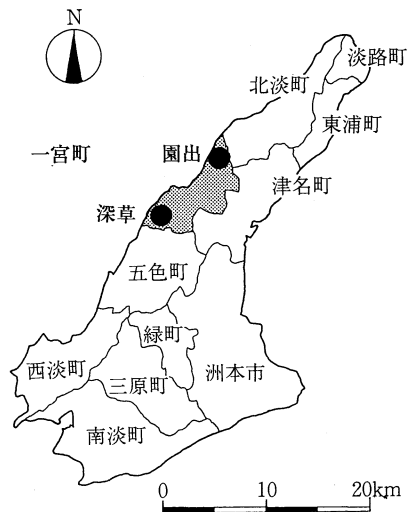 N
淡路町
北淡町
東浦町
一宮町
園出
津名町
深草
五色町
緑町
西淡町
三原町
洲本市
南淡町
0 10 20km